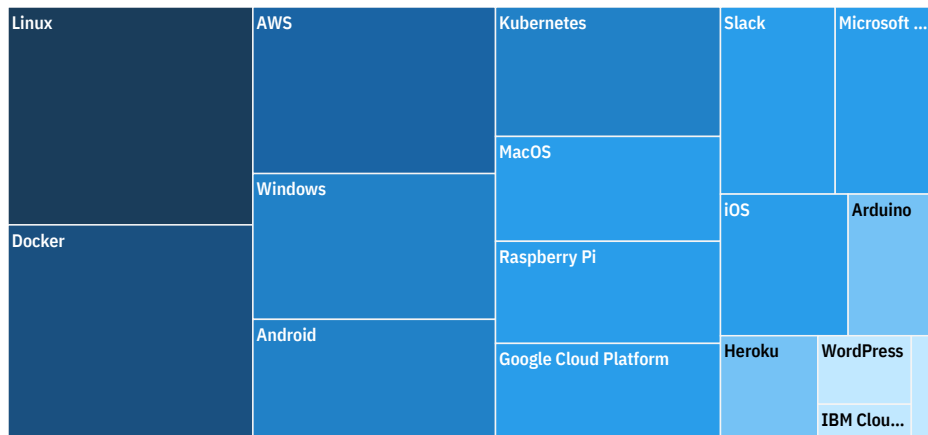 Linux
AWS
Kubernetes
Slack
Microsoft ...
Windows
MacOS
iOS
Arduino
Docker
Raspberry Pi
Android
Google Cloud Platform
Heroku
WordPress
IBM Clou...